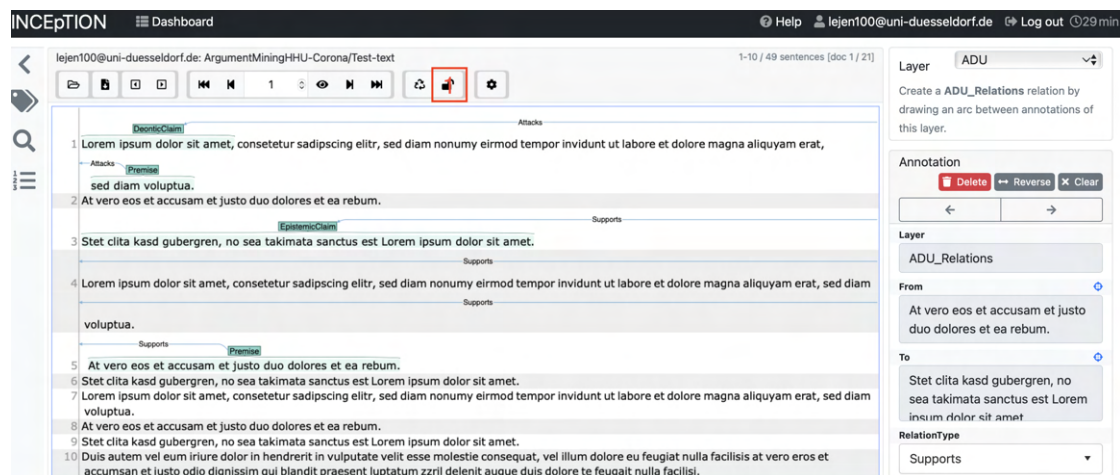 INCEpTION Dashboard Help lejen100@uni-duesseldorf.de Log out 29 min
lejen100@uni-duesseldorf.de: ArgumentMiningHHU-Corona/Test-text 1-10 / 49 sentences [doc 1 / 21]
1
Attacks
DeonticClaim
1 Lorem ipsum dolor sit amet, consetetur sadipscing elitr, sed diam nonumy eirmod tempor invidunt ut labore et dolore magna aliquyam erat,
Attacks
Premise
sed diam voluptua.
2 At vero eos et accusam et justo duo dolores et ea rebum.
Supports
EpistemicClaim
3 Stet clita kasd gubergren, no sea takimata sanctus est Lorem ipsum dolor sit amet.
Supports
4 Lorem ipsum dolor sit amet, consetetur sadipscing elitr, sed diam nonumy eirmod tempor invidunt ut labore et dolore magna aliquyam erat, sed diam
Supports
voluptua.
Supports
Premise
5 At vero eos et accusam et justo duo dolores et ea rebum.
6 Stet clita kasd gubergren, no sea takimata sanctus est Lorem ipsum dolor sit amet.
7 Lorem ipsum dolor sit amet, consetetur sadipscing elitr, sed diam nonumy eirmod tempor invidunt ut labore et dolore magna aliquyam erat, sed diam
voluptua.
8 At vero eos et accusam et justo duo dolores et ea rebum.
9 Stet clita kasd gubergren, no sea takimata sanctus est Lorem ipsum dolor sit amet.
10 Duis autem vel eum iriure dolor in hendrerit in vulputate velit esse molestie consequat, vel illum dolore eu feugiat nulla facilisis at vero eros et
accumsan et iusto odio dignissim qui blandit praesent luptatum zzril delenit augue duis dolore te feugait nulla facilisi.
Layer ADU
Create a ADU_Relations relation by
drawing an arc between annotations of
this layer.
Annotation
Delete Reverse Clear
Layer
ADU_Relations
From
At vero eos et accusam et justo
duo dolores et ea rebum.
To
Stet clita kasd gubergren, no
sea takimata sanctus est Lorem
ipsum dolor sit amet
RelationType
Supports